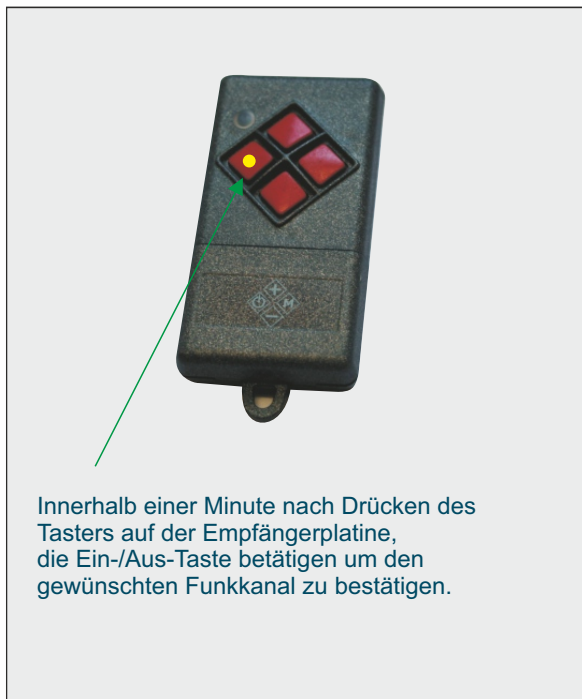 +
M
−
Innerhalb einer Minute nach Drücken des
Tasters auf der Empfängerplatine,
die Ein-/Aus-Taste betätigen um den
gewünschten Funkkanal zu bestätigen.